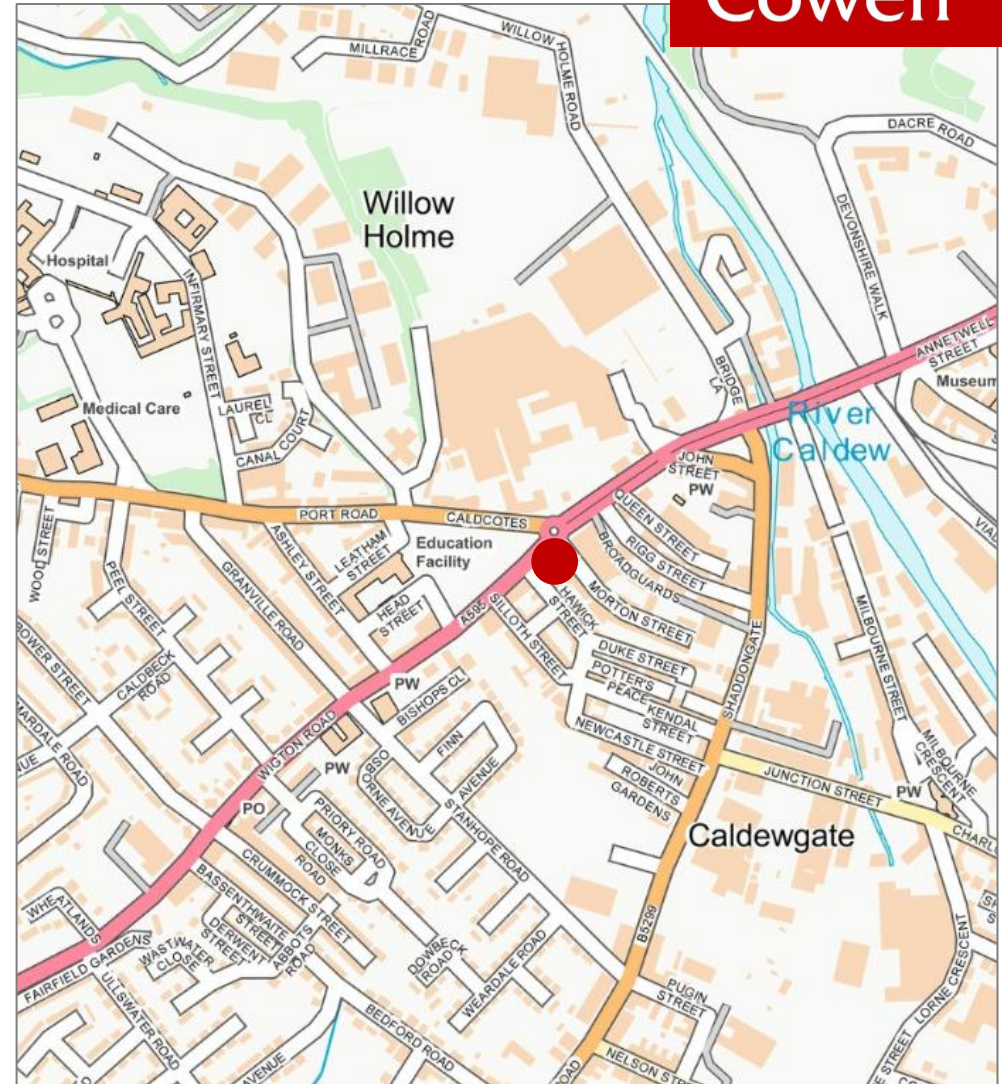 Cowen
MILLRACE ROAD
WILLOW HOLME ROAD
DACRE ROAD
Willow
Holme
DEVONSHIRE WALK
Hospital
INFIRMARY STREET
ANNETWELL
STREET
Museum
BRIDGE
LA
River
Caldew
Medical Care
LAUREL
CL
CANAL COURT
JOHN
STREET
PW
PORT ROAD
CALDCOTES
QUEEN STREET
WOOD STREET
PEEL STREET
ASHLEY STREET
LEATHAM
STREET
Education
Facility
RIGG STREET
BROADGUARDS
GRANVILLE ROAD
HEAD
STREET
A595
SILLOTH STREET
HAWICK
STREET
MORTON STREET
MILBOURNE STREET
BOWER STREET
CALDBECK
ROAD
DUKE STREET
POTTER'S
PEACE
KENDAL
STREET
SHADDONGATE
PW
BISHOPS CL
NEWCASTLE STREET
WIGTON ROAD
PW
FINN
AVENUE
OSBORNE AVENUE
JOHN
ROBERTS
GARDENS
JUNCTION STREET
PW
MILBOURNE
CRESCENT
PO
PRIORY ROAD
MONKS
CLOSE
ROAD
STANHOPE ROAD
Caldewgate
CRUMMOCK STREET
BASSENTHWAITE
STREET
DERWENT
STREET
ABBOTS
ROAD
WHEATLANDS
FAIRFIELD GARDENS
WASTWATER
CLOSE
ULLSWATER ROAD
DOWBECK
ROAD
WEARDALE ROAD
B5299
LORNE CRESCENT
PUGIN
STREET
BEDFORD ROAD
AVENUE
ROAD